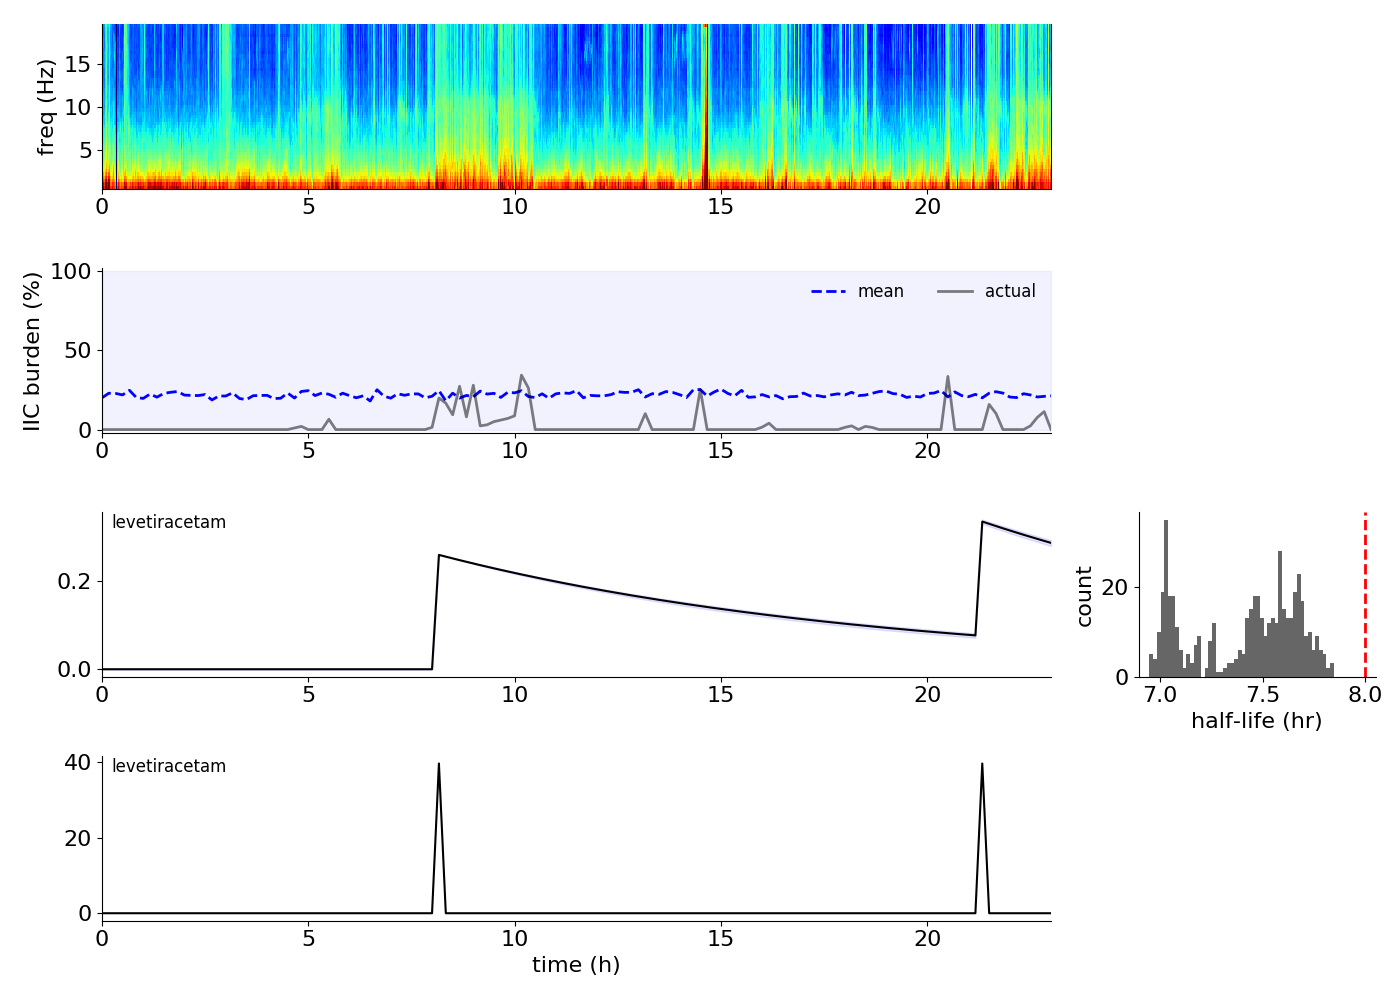 freq (Hz)
15
10
5
0 5 10 15 20
IIC burden (%)
100
50
0
mean actual
0 5 10 15 20
levetiracetam
0.2
0.0
0 5 10 15 20
count
20
0
7.0 7.5 8.0
half-life (hr)
levetiracetam
40
20
0
0 5 10 15 20
time (h)